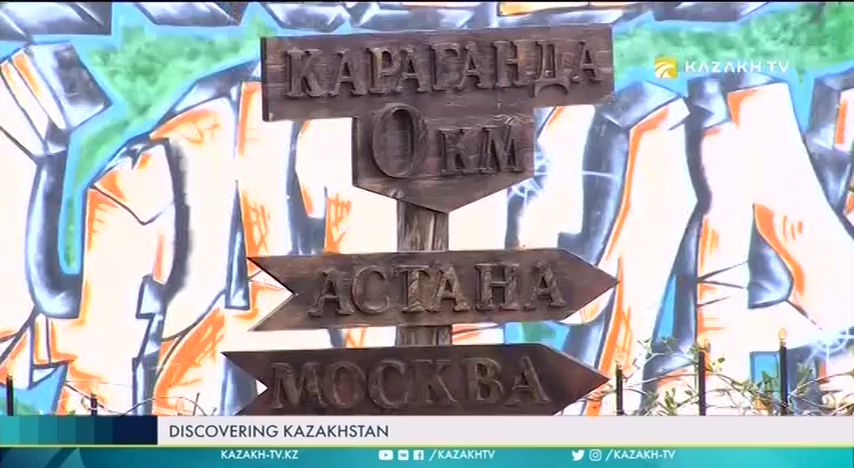 КАРАГАНДА
0 КМ
KAZAKH TV
АСТАНА
МОСКВА
DISCOVERING KAZAKHSTAN
KAZAKH-TV.KZ
/KAZAKHTV
/KAZAKH-TV